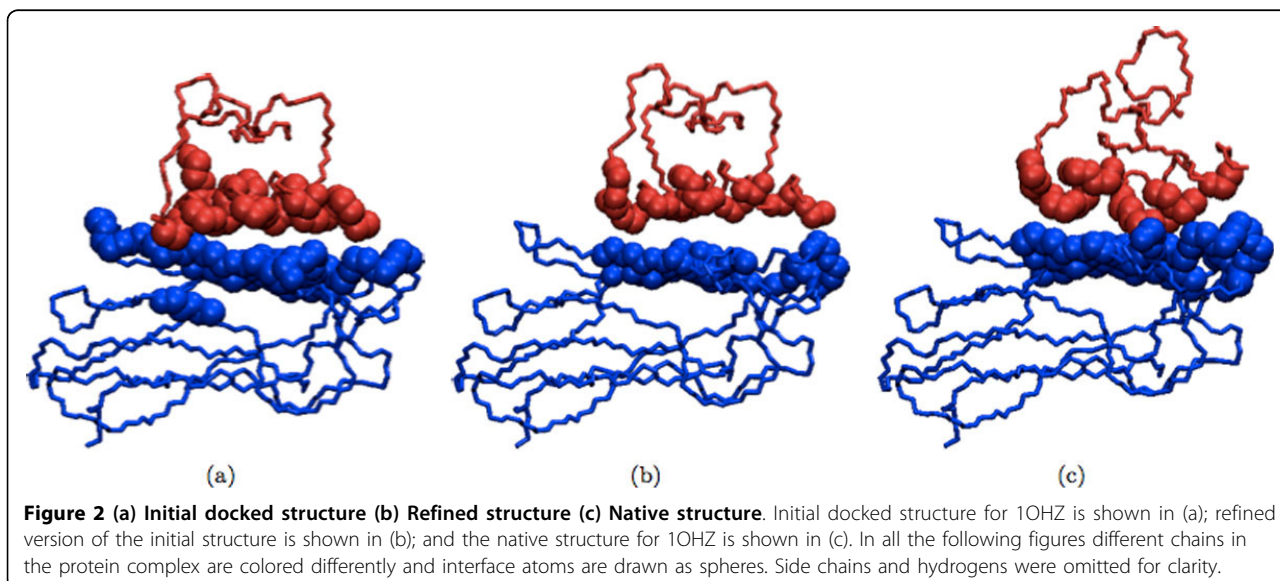 (a)
(b)
(c)
Figure 2 (a) Initial docked structure (b) Refined structure (c) Native structure. Initial docked structure for 1OHZ is shown in (a); refined
version of the initial structure is shown in (b); and the native structure for 1OHZ is shown in (c). In all the following figures different chains in
the protein complex are colored differently and interface atoms are drawn as spheres. Side chains and hydrogens were omitted for clarity.